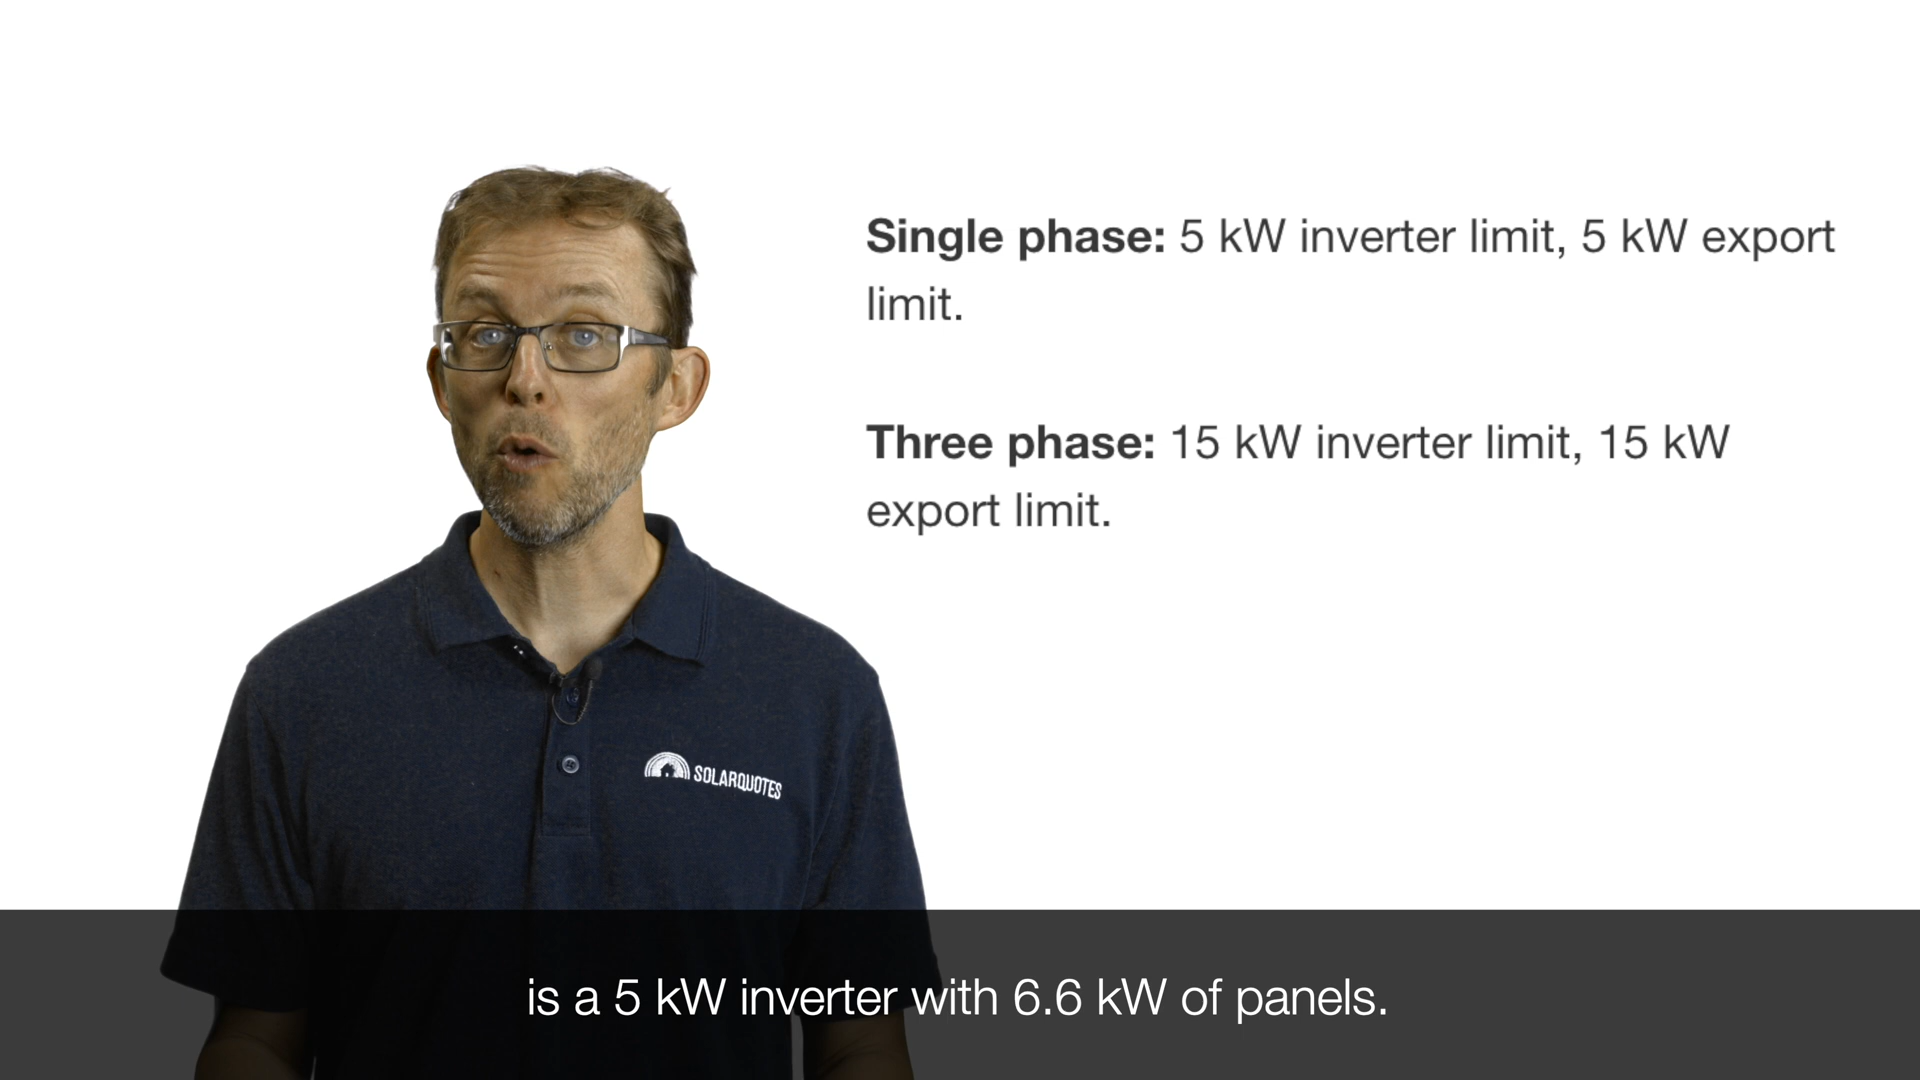 Single phase: 5 kW inverter limit, 5 kW export
limit.
Three phase: 15 kW inverter limit, 15 kW
export limit.
SOLARQUOTES
is a 5 kW inverter with 6.6 kW of panels.